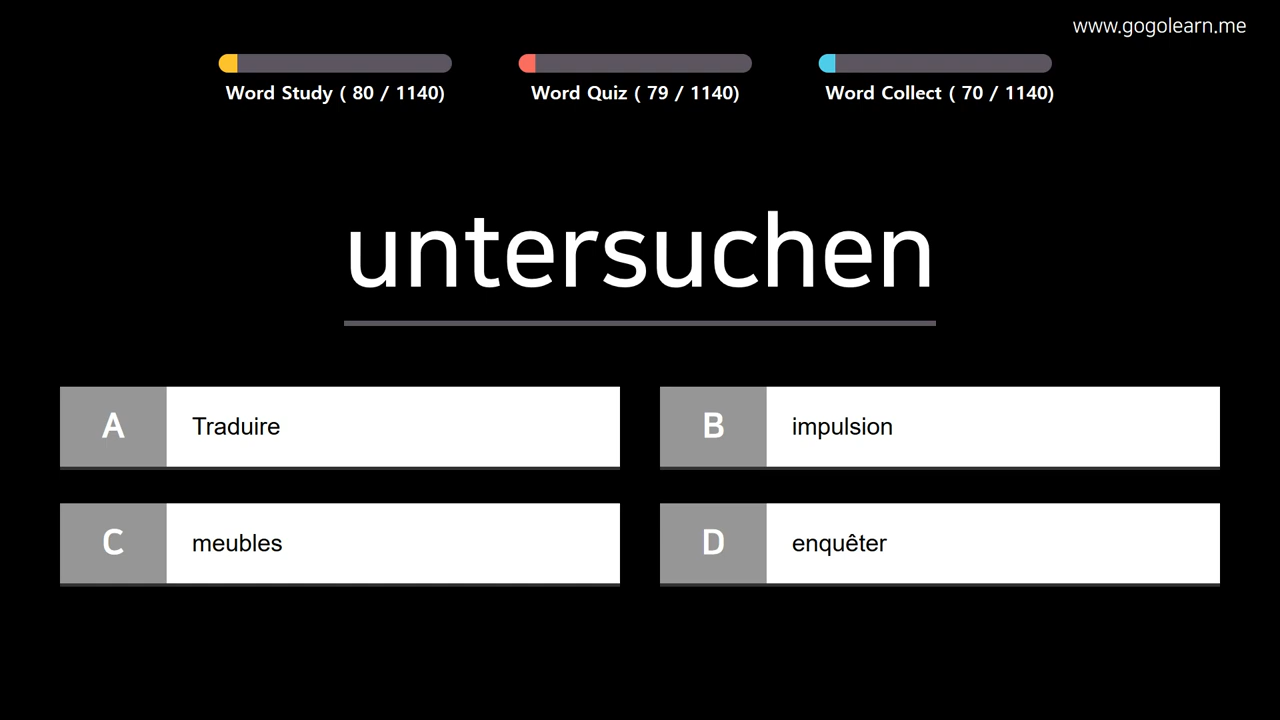 www.gogolearn.me
Word Study ( 80 / 1140)
Word Quiz ( 79 / 1140)
Word Collect ( 70 / 1140)
untersuchen
A Traduire
B impulsion
C meubles
D enquêter